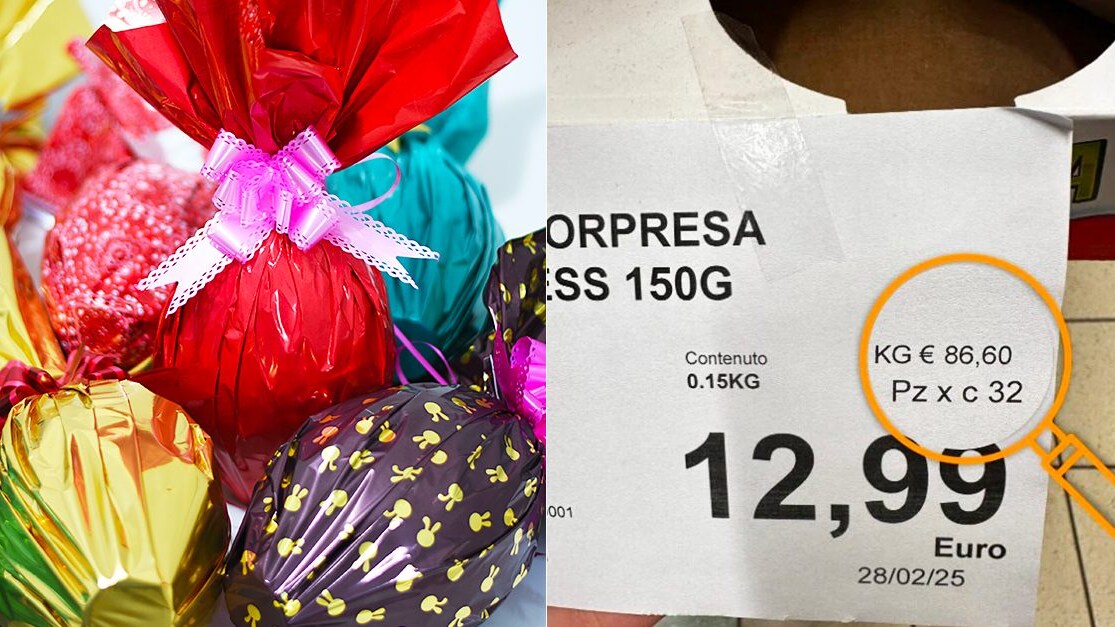 ORPRESA
ESS 150G
Contenuto
0.15KG
KG € 86,60
Pz x c 32
12,99
001
Euro
28/02/25